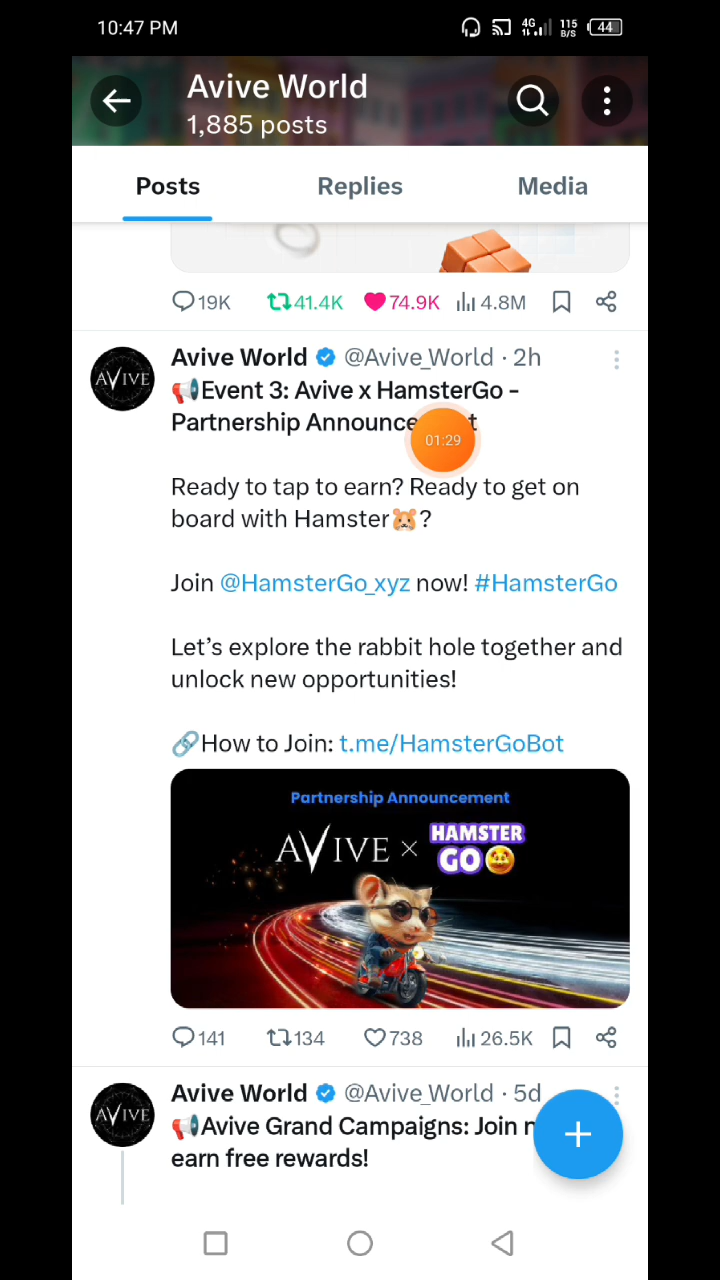 10:47 PM 4G 115 B/S 44
Avive World
1,885 posts
Posts Replies Media
19K 41.4K 74.9K 4.8M
Avive World @Avive_World · 2h
📢Event 3: Avive x HamsterGo -
Partnership Announce t
01:29
Ready to tap to earn? Ready to get on
board with Hamster🐹?
Join @HamsterGo_xyz now! #HamsterGo
Let’s explore the rabbit hole together and
unlock new opportunities!
🔗How to Join: t.me/HamsterGoBot
Partnership Announcement
AVIVE × HAMSTER
GO
141 134 738 26.5K
AVIVE
Avive World @Avive_World · 5d
📢Avive Grand Campaigns: Join
earn free rewards!
AVIVE